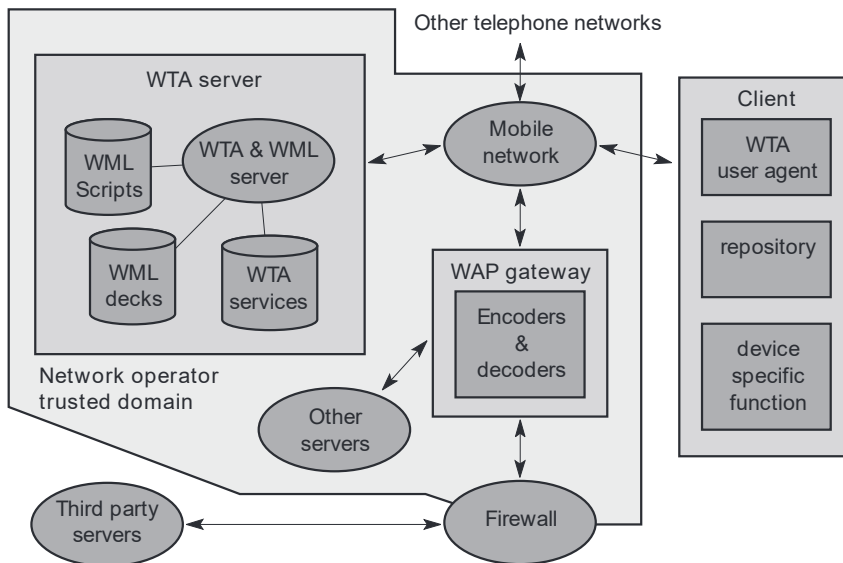 Other telephone networks
WTA server
WML
Scripts
WTA & WML
server
WML
decks
WTA
services
Network operator
trusted domain
Mobile
network
WAP gateway
Encoders
&
decoders
Other
servers
Third party
servers
Firewall
Client
WTA
user agent
repository
device
specific
function